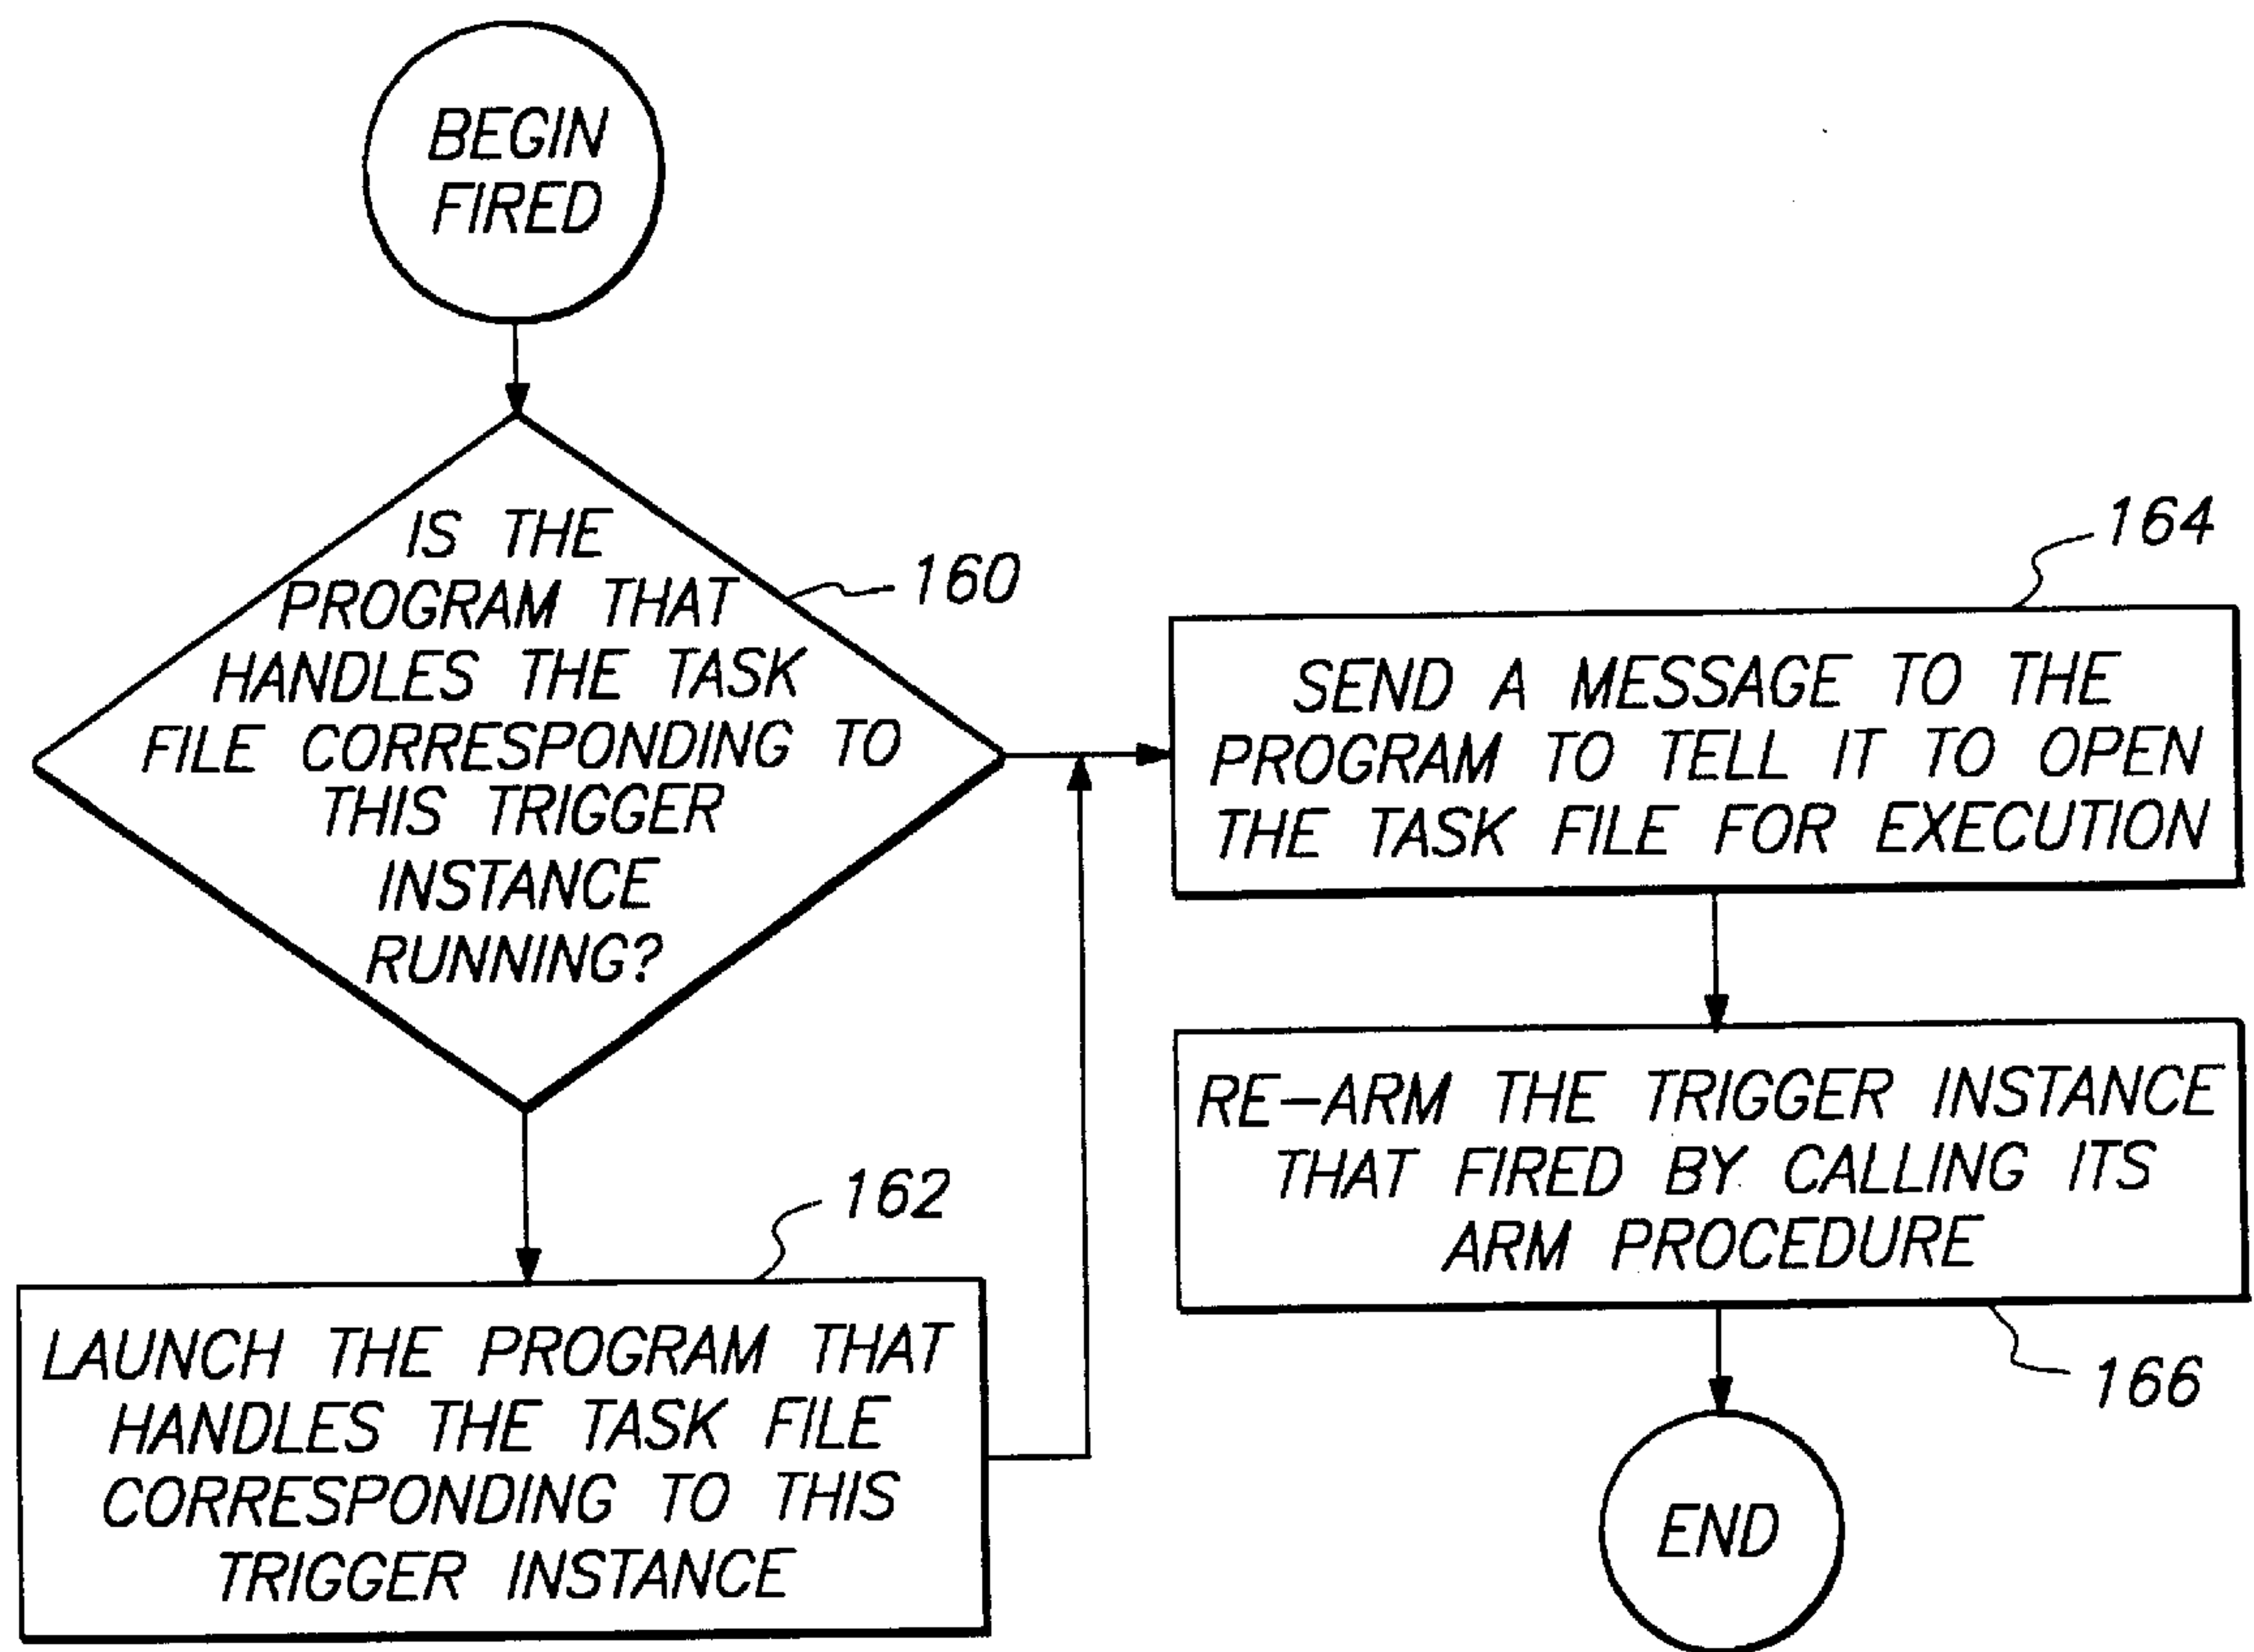 BEGIN
FIRED
IS THE
PROGRAM THAT
HANDLES THE TASK
FILE CORRESPONDING TO
THIS TRIGGER
INSTANCE
RUNNING?
160
162
LAUNCH THE PROGRAM THAT
HANDLES THE TASK FILE
CORRESPONDING TO THIS
TRIGGER INSTANCE
164
SEND A MESSAGE TO THE
PROGRAM TO TELL IT TO OPEN
THE TASK FILE FOR EXECUTION
RE-ARM THE TRIGGER INSTANCE
THAT FIRED BY CALLING ITS
ARM PROCEDURE
166
END